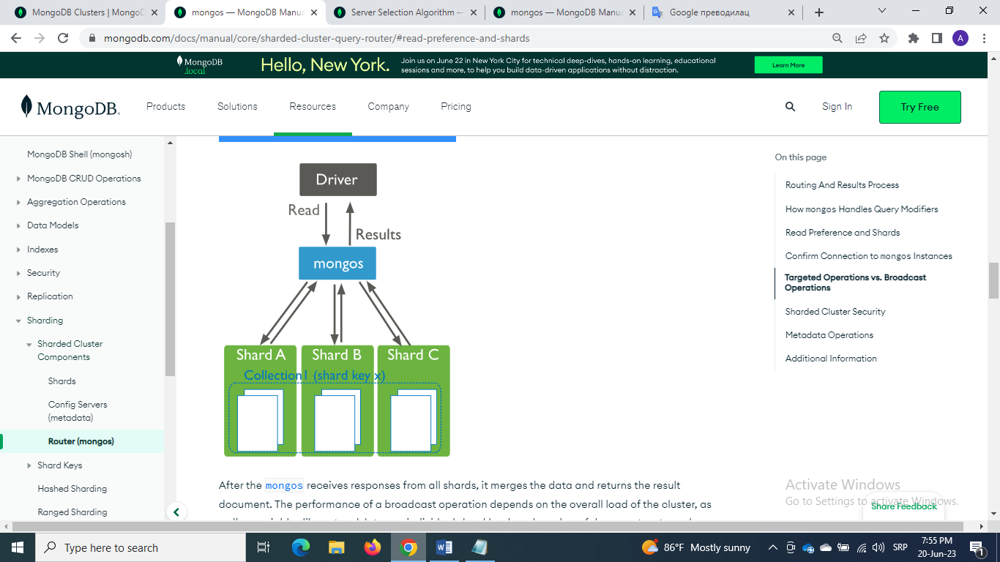 MongoDB Clusters | MongoD
mongos — MongoDB Manua
Server Selection Algorithm —
mongos — MongoDB Manua
Google преводилац
mongodb.com/docs/manual/core/sharded-cluster-query-router/#read-preference-and-shards
A
MongoDB
.local
Hello, New York.
Join us on June 22 in New York City for technical deep-dives, hands-on learning, educational
sessions and more, to help you build data-driven applications without distraction.
Learn More
MongoDB.
Products
Solutions
Resources
Company
Pricing
Sign In
Try Free
MongoDB Shell (mongosh)
MongoDB CRUD Operations
Aggregation Operations
Data Models
Indexes
Security
Replication
Sharding
Sharded Cluster
Components
Shards
Config Servers
(metadata)
Router (mongos)
Shard Keys
Hashed Sharding
Ranged Sharding
Driver
Read
Results
mongos
Shard A
Shard B
Shard C
Collection1 (shard key x)
After the mongos receives responses from all shards, it merges the data and returns the result
document. The performance of a broadcast operation depends on the overall load of the cluster, as
On this page
Routing And Results Process
How mongos Handles Query Modifiers
Read Preference and Shards
Confirm Connection to mongos Instances
Targeted Operations vs. Broadcast
Operations
Sharded Cluster Security
Metadata Operations
Additional Information
Activate Windows
Go to Settings to activate Windows.
Share Feedback
Type here to search
86°F Mostly sunny
SRP
7:55 PM
20-Jun-23
1